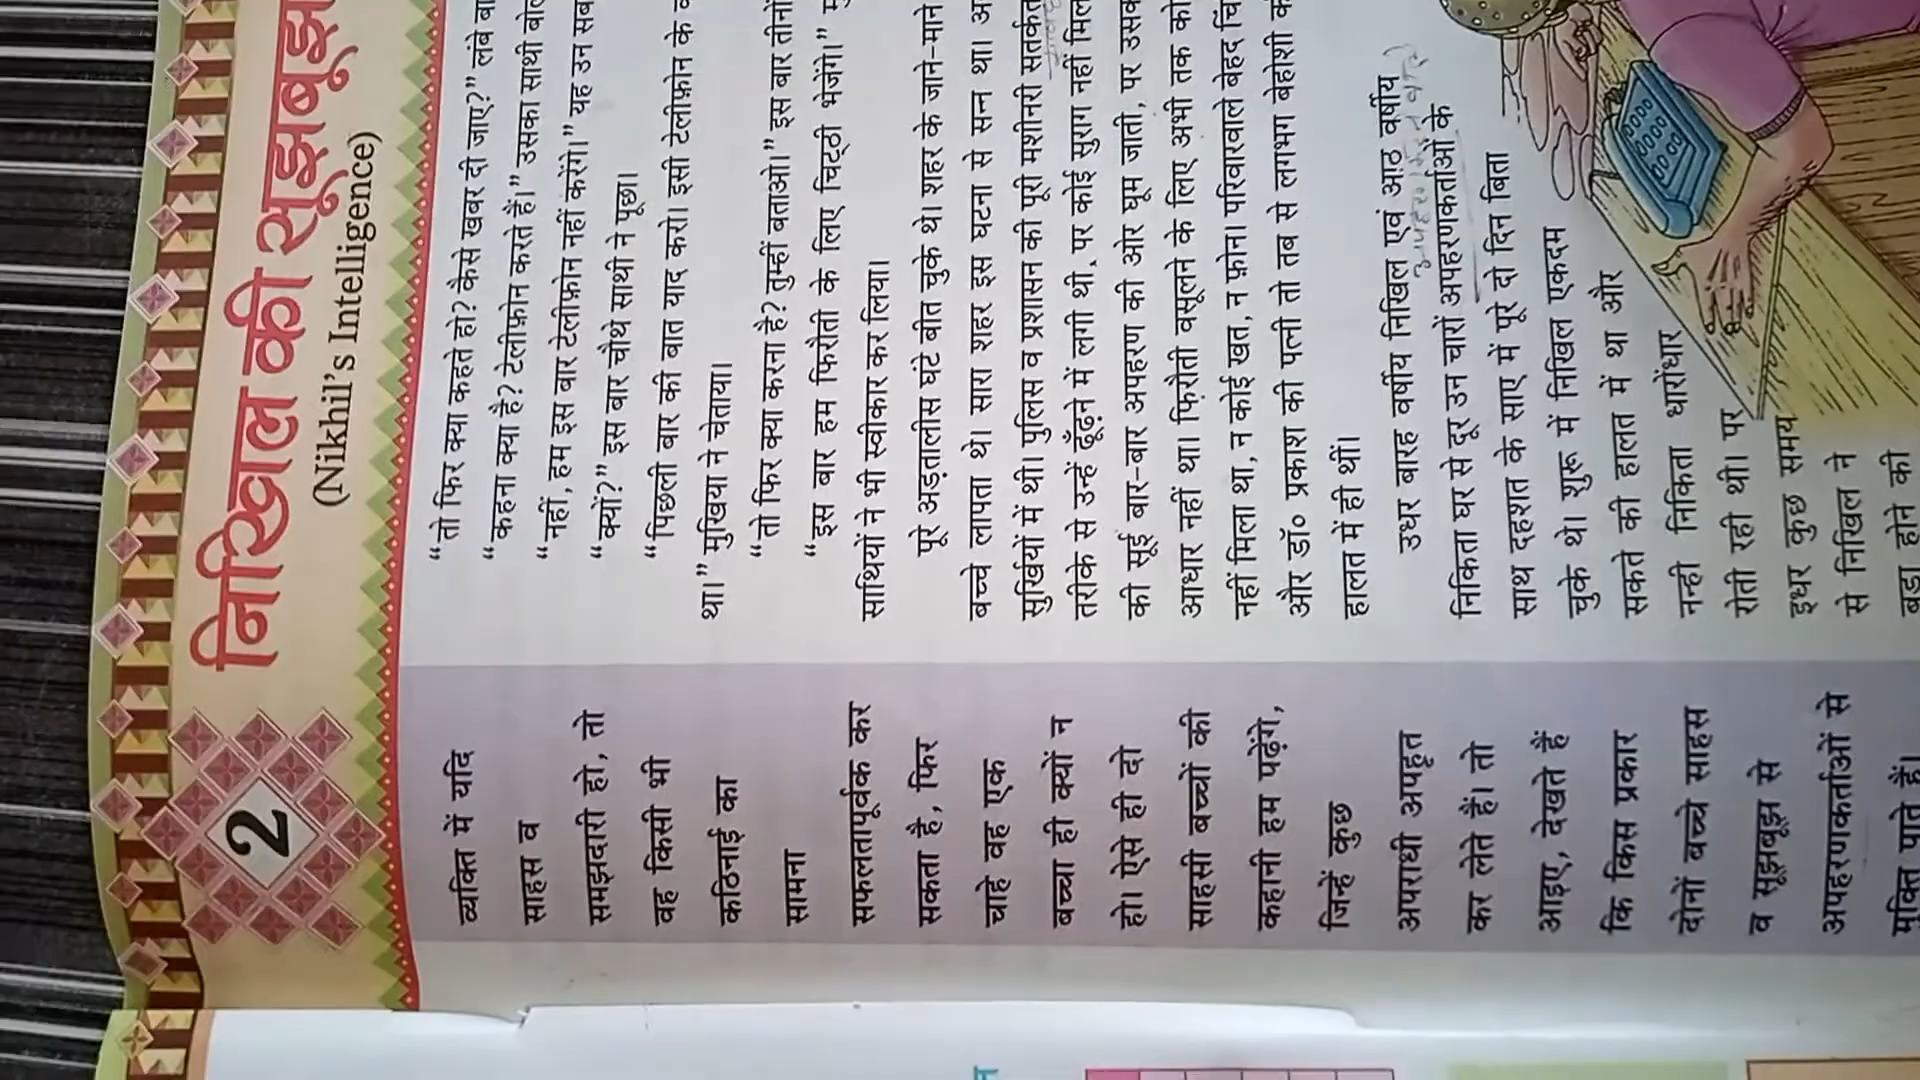 2
निखिल की सूझबूझ
(Nikhil's Intelligence)
व्यक्ति में यदि
साहस व
समझदारी हो, तो
वह किसी भी
कठिनाई का
सामना
सफलतापूर्वक कर
सकता है, फिर
चाहे वह एक
बच्चा ही क्यों न
हो। ऐसे ही दो
साहसी बच्चों की
कहानी हम पढ़ेंगे,
जिन्हें कुछ
अपराधी अपहृत
कर लेते हैं। तो
आइए, देखते हैं
कि किस प्रकार
दोनों बच्चे साहस
व सूझबूझ से
अपहरणकर्ताओं से
मुक्ति पाते हैं।
“तो फिर क्या कहते हो? कैसे खबर दी जाए?” लंबे
“कहना क्या है? टेलीफ़ोन करते हैं।” उसका साथी
“नहीं, हम इस बार टेलीफ़ोन नहीं करेंगे।” यह उन
“क्यों?” इस बार चौथे साथी ने पूछा।
“पिछली बार की बात याद करो। इसी टेलीफ़ोन के
था।” मुखिया ने चेताया।
“तो फिर क्या करना है? तुम्हीं बताओ।” इस बार तीनों
“इस बार हम फिरौती के लिए चिट्ठी भेजेंगे।”
साथियों ने भी स्वीकार कर लिया।
पूरे अड़तालीस घंटे बीत चुके थे। शहर के जाने-माने
बच्चे लापता थे। सारा शहर इस घटना से सन्न था।
सुर्खियों में थी। पुलिस व प्रशासन की पूरी मशीनरी
तरीके से उन्हें ढूँढ़ने में लगी थी, पर कोई सुराग नहीं
की सूई बार-बार अपहरण की ओर घूम जाती, पर
आधार नहीं था। फ़िरौती वसूलने के लिए अभी तक
नहीं मिला था, न कोई खत, न फ़ोन। परिवारवाले बेहद
और डॉ० प्रकाश की पत्नी तो तब से लगभग बेहोशी
हालत में ही थीं।
उधर बारह वर्षीय निखिल एवं आठ वर्षीय
निकिता घर से दूर उन चारों अपहरणकर्ताओं के
साथ दहशत के साए में पूरे दो दिन बिता
चुके थे। शुरू में निखिल एकदम
सकते की हालत में था और
नन्ही निकिता धारोंधार
रोती रही थी। पर
इधर कुछ समय
से निखिल ने
बड़ा होने की